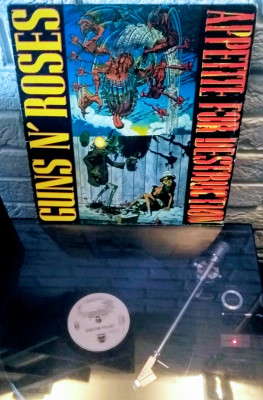 GUNS N' ROSES
APPETITE FOR DESTRUCTION